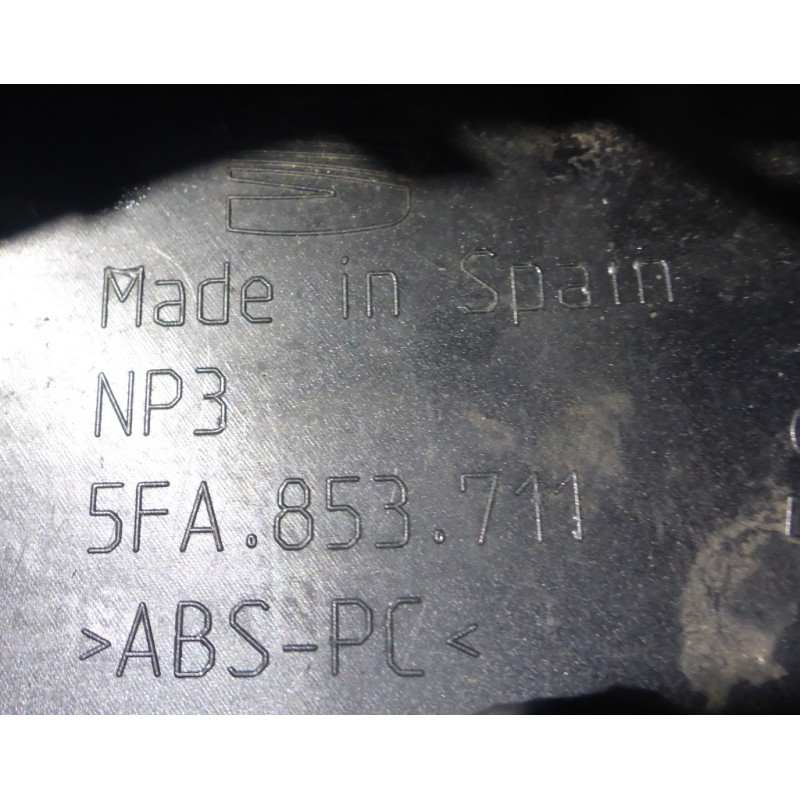 Made in Spain
NP3
5FA.853.711
>ABS-PC<